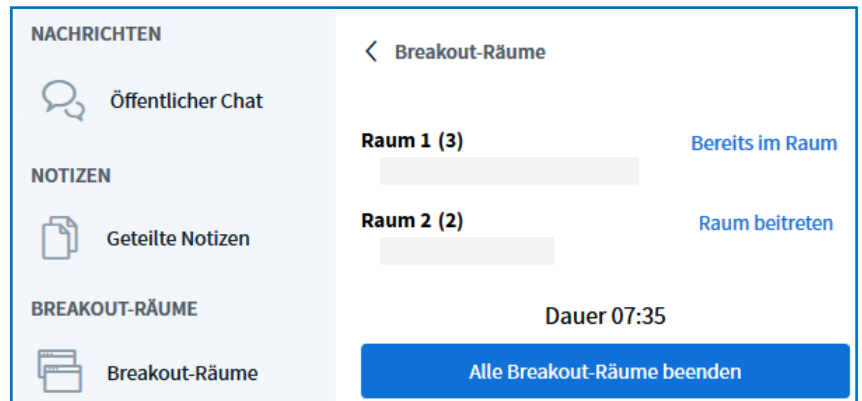 NACHRICHTEN
Öffentlicher Chat
NOTIZEN
Geteilte Notizen
BREAKOUT-RÄUME
Breakout-Räume
Breakout-Räume
Raum 1 (3) Bereits im Raum
Raum 2 (2) Raum beitreten
Dauer 07:35
Alle Breakout-Räume beenden